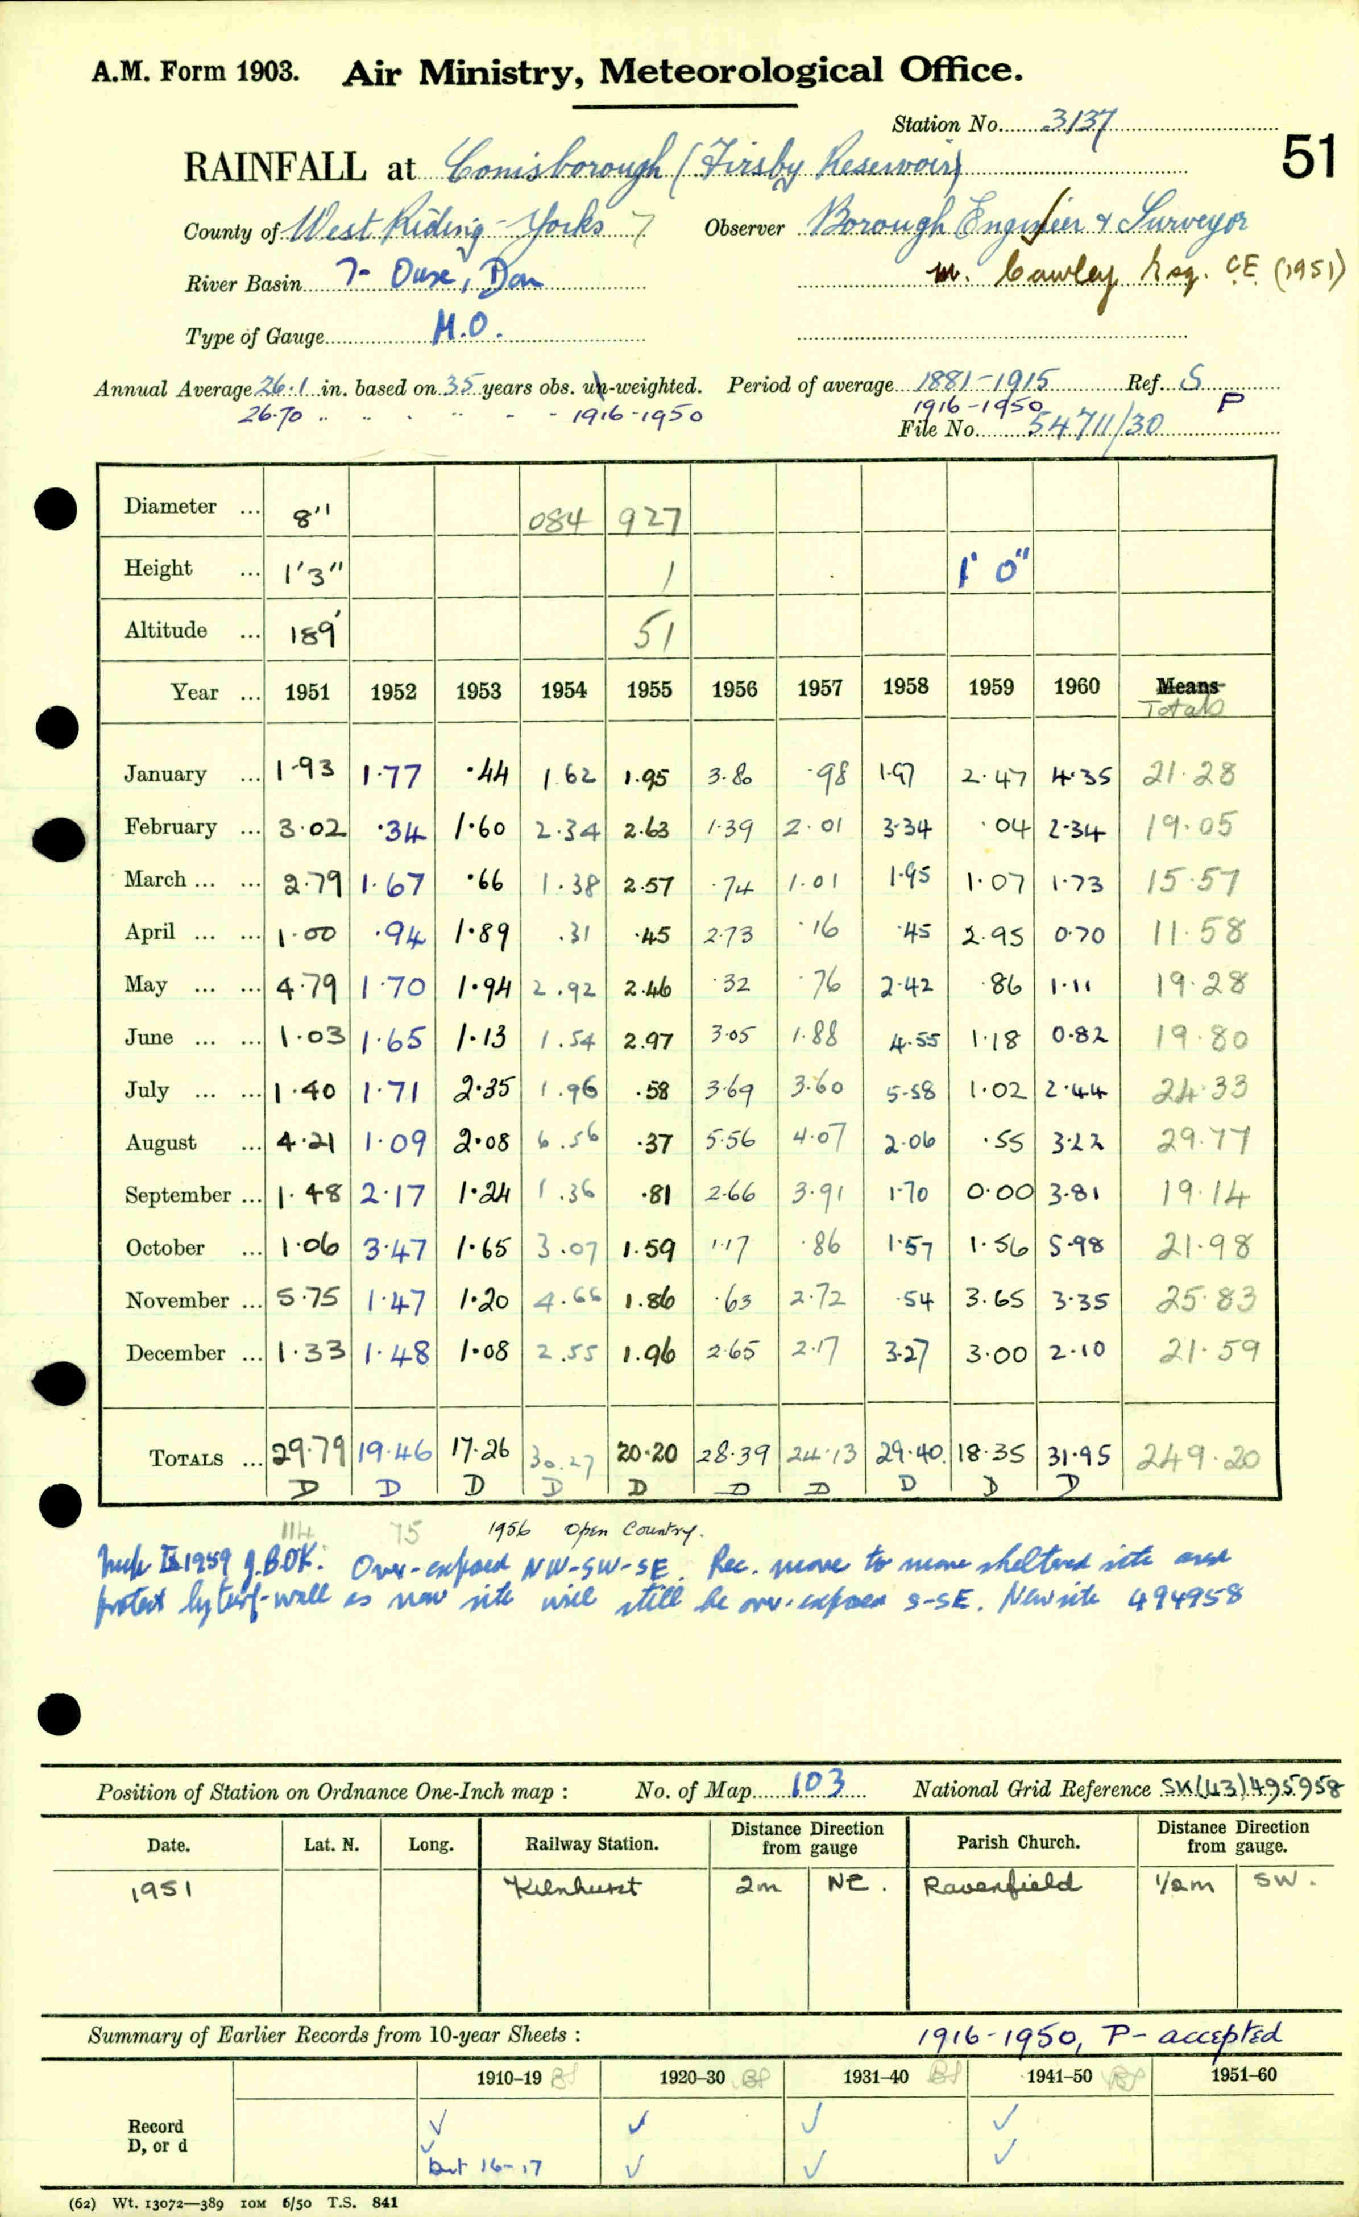 A.M. Form 1903. Air Ministry, Meteorological Office.
Station No. 3137
51
RAINFALL at Conisborough (Firsby Reservoir)
County of West Riding - Yorks 7 Observer Borough Engineer & Surveyor
River Basin 7- Ouse, Don M. Cawley Esq. C.E. (1951)
Type of Gauge M.O.
Annual Average 26.1 in. based on 35 years obs. un-weighted. Period of average 1881-1915 Ref. S
26.70 " " " " - - 1916-1950 1916-1950 P
File No. 54711/30
Diameter ... 8" 084 927
Height ... 1'3" 1 1' 0"
Altitude ... 189' 51
Year ... 1951 1952 1953 1954 1955 1956 1957 1958 1959 1960 Means
Totals
January ... 1.93 1.77 .44 1.62 1.95 3.80 .98 1.97 2.47 4.35 21.28
February ... 3.02 .34 1.60 2.34 2.63 1.39 2.01 3.34 .04 2.34 19.05
March ... ... 2.79 1.67 .66 1.38 2.57 .74 1.01 1.95 1.07 1.73 15.57
April ... ... 1.00 .94 1.89 .31 .45 2.73 .16 .45 2.95 0.70 11.58
May ... ... 4.79 1.70 1.94 2.92 2.46 .32 .76 2.42 .86 1.11 19.28
June ... ... 1.03 1.65 1.13 1.54 2.97 3.05 1.88 4.55 1.18 0.82 19.80
July ... ... 1.40 1.71 2.35 1.96 .58 3.69 3.60 5.58 1.02 2.44 24.33
August ... 4.21 1.09 2.08 6.56 .37 5.56 4.07 2.06 .55 3.22 29.77
September ... 1.48 2.17 1.24 1.36 .81 2.66 3.91 1.70 0.00 3.81 19.14
October ... 1.06 3.47 1.65 3.07 1.59 1.17 .86 1.57 1.56 5.98 21.98
November ... 5.75 1.47 1.20 4.66 1.86 .63 2.72 .54 3.65 3.35 25.83
December ... 1.33 1.48 1.08 2.55 1.96 2.65 2.17 3.27 3.00 2.10 21.59
TOTALS ... 29.79 19.46 17.26 30.27 20.20 28.39 24.13 29.40 18.35 31.95 249.20
D D D D D D D D D D
114 75 1956 Open Country.
1959 J.BOK. Over-exposed NW-SW-SE. Rec. move to more sheltered site and
protect by turf-wall as new site will still be over-exposed S-SE. New site 494958
Position of Station on Ordnance One-Inch map : No. of Map 103 National Grid Reference SK(43)495958
Date. Lat. N. Long. Railway Station. Distance Direction from gauge Parish Church. Distance Direction from gauge.
1951 Kilnhurst 2m NE. Ravenfield 1/2m SW.
Summary of Earlier Records from 10-year Sheets : 1916-1950, P- accepted
1910-19 1920-30 1931-40 1941-50 1951-60
Record ✓ ✓ ✓ ✓
D, or d ✓ ✓ ✓ ✓
but 16-17
(62) Wt. 13072—389 10M 6/50 T.S. 841